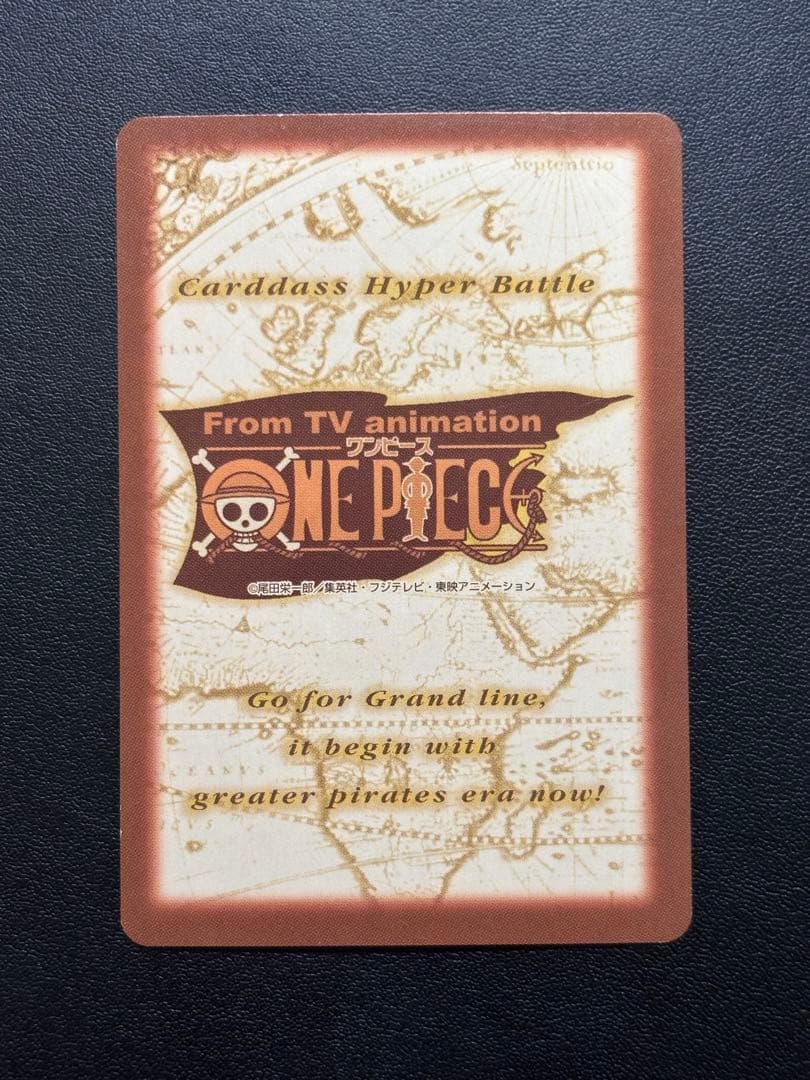 Septentrio
Carddass Hyper Battle
From TV animation
ワンピース
ONE PIECE
©尾田栄一郎／集英社・フジテレビ・東映アニメーション
Go for Grand line,
it begin with
greater pirates era now!